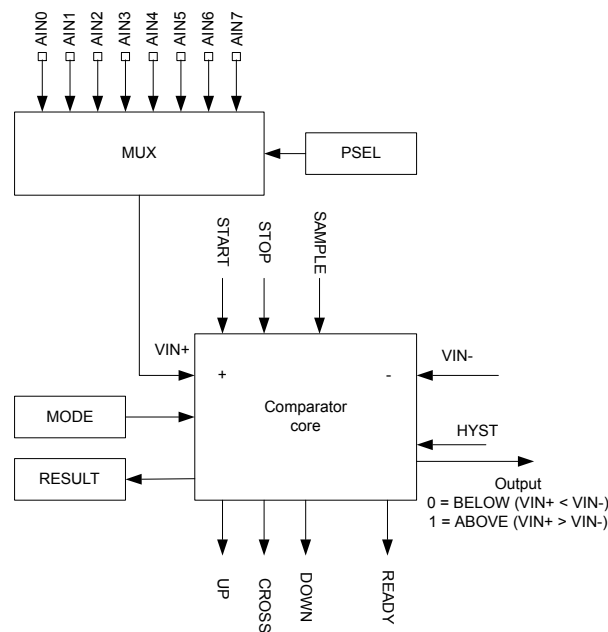 AIN0
AIN1
AIN2
AIN3
AIN4
AIN5
AIN6
AIN7
MUX
PSEL
START
STOP
SAMPLE
VIN+
VIN-
+
-
MODE
Comparator
core
HYST
RESULT
Output
0 = BELOW (VIN+ < VIN-)
1 = ABOVE (VIN+ > VIN-)
UP
CROSS
DOWN
READY